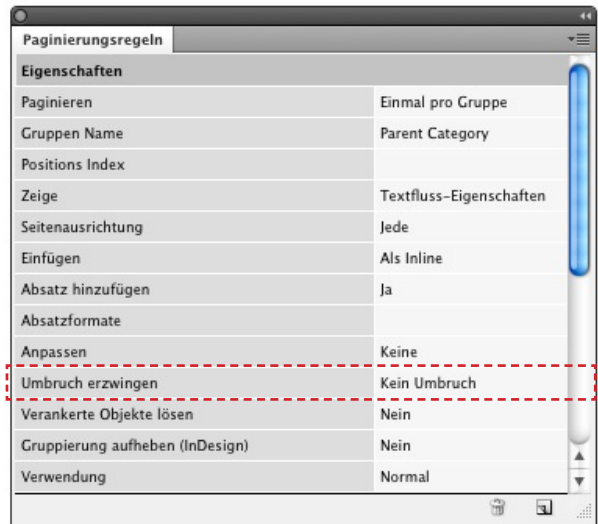 Paginierungsregeln
Eigenschaften
Paginieren Einmal pro Gruppe
Gruppen Name Parent Category
Positions Index
Zeige Textfluss-Eigenschaften
Seitenausrichtung Jede
Einfügen Als Inline
Absatz hinzufügen Ja
Absatzformate
Anpassen Keine
Umbruch erzwingen Kein Umbruch
Verankerte Objekte lösen Nein
Gruppierung aufheben (InDesign) Nein
Verwendung Normal